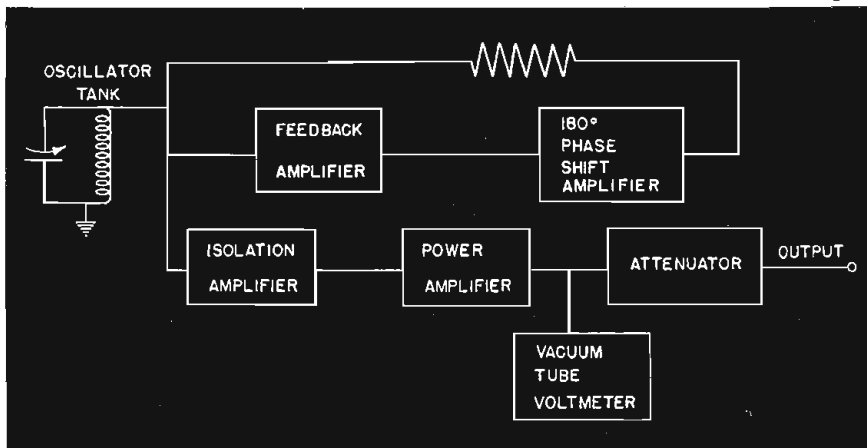 OSCILLATOR
TANK
FEEDBACK
AMPLIFIER
180°
PHASE
SHIFT
AMPLIFIER
ISOLATION
AMPLIFIER
POWER
AMPLIFIER
ATTENUATOR
OUTPUT
VACUUM
TUBE
VOLTMETER